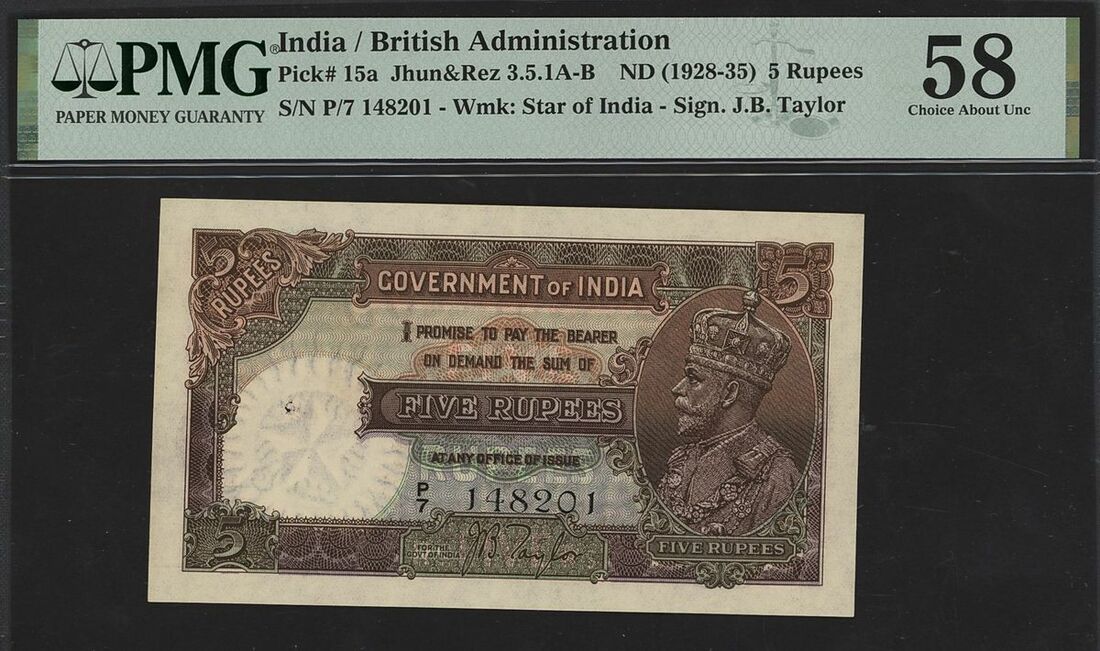 PMG®
PAPER MONEY GUARANTY
India / British Administration
Pick# 15a Jhun&Rez 3.5.1A-B ND (1928-35) 5 Rupees
S/N P/7 148201 - Wmk: Star of India - Sign. J.B. Taylor
58
Choice About Unc
5
RUPEES
GOVERNMENT OF INDIA
5
I PROMISE TO PAY THE BEARER
ON DEMAND THE SUM OF
FIVE RUPEES
AT ANY OFFICE OF ISSUE
P/7 148201
5
FOR THE
GOVT OF INDIA
J.B. Taylor
FIVE RUPEES